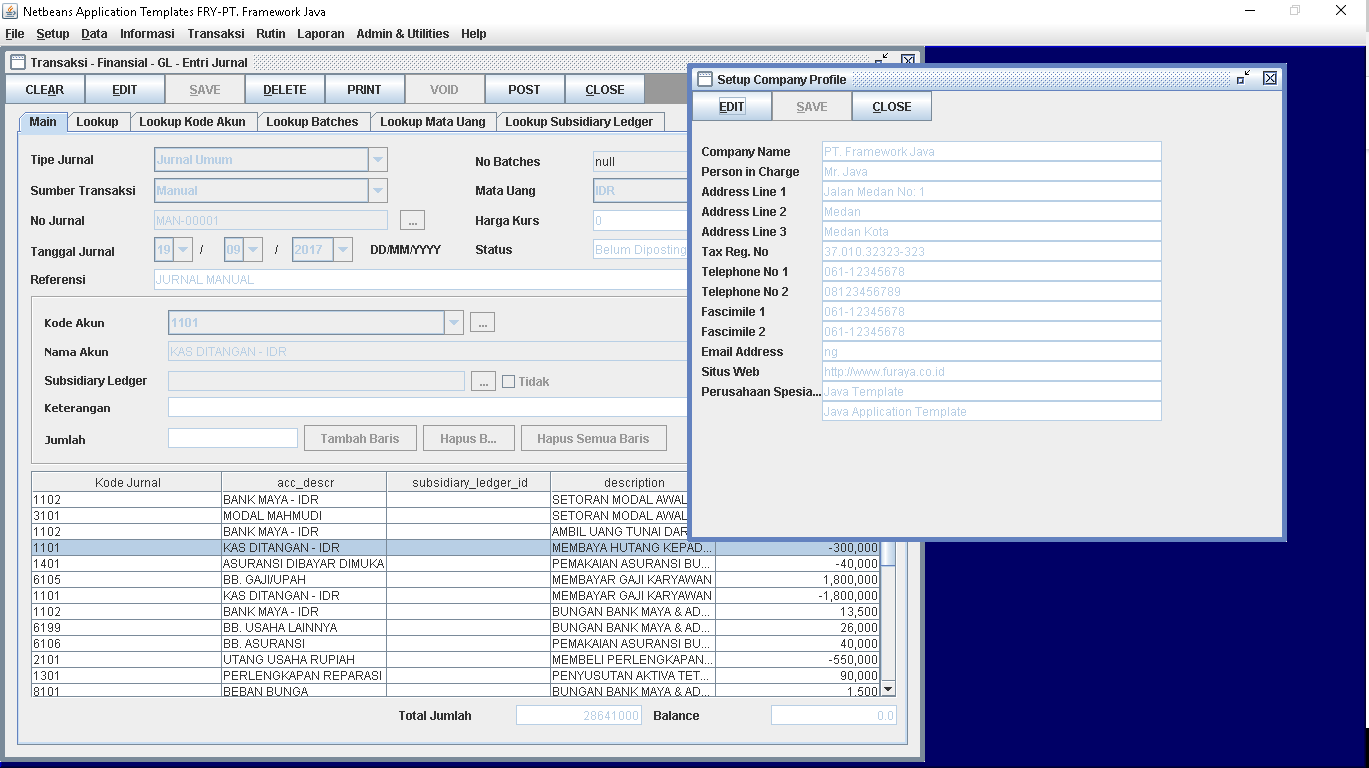 Netbeans Application Templates FRY-PT. Framework Java
File Setup Data Informasi Transaksi Rutin Laporan Admin & Utilities Help
Transaksi - Finansial - GL - Entri Jurnal
CLEAR EDIT SAVE DELETE PRINT VOID POST CLOSE
Main Lookup Lookup Kode Akun Lookup Batches Lookup Mata Uang Lookup Subsidiary Ledger
Tipe Jurnal Jurnal Umum No Batches null
Sumber Transaksi Manual Mata Uang IDR
No Jurnal MAN-00001 ... Harga Kurs 0
Tanggal Jurnal 19 / 09 / 2017 DD/MM/YYYY Status Belum Diposting
Referensi JURNAL MANUAL
Kode Akun 1101 ...
Nama Akun KAS DITANGAN - IDR
Subsidiary Ledger ... Tidak
Keterangan
Jumlah Tambah Baris Hapus B... Hapus Semua Baris
Kode Jurnal acc_descr subsidiary_ledger_id description
1102 BANK MAYA - IDR SETORAN MODAL AWAL
3101 MODAL MAHMUDI SETORAN MODAL AWAL
1102 BANK MAYA - IDR AMBIL UANG TUNAI DAR
1101 KAS DITANGAN - IDR MEMBAYA HUTANG KEPAD... -300,000
1401 ASURANSI DIBAYAR DIMUKA PEMAKAIAN ASURANSI BU... -40,000
6105 BB. GAJI/UPAH MEMBAYAR GAJI KARYAWAN 1,800,000
1101 KAS DITANGAN - IDR MEMBAYAR GAJI KARYAWAN -1,800,000
1102 BANK MAYA - IDR BUNGAN BANK MAYA & AD... 13,500
6199 BB. USAHA LAINNYA BUNGAN BANK MAYA & AD... 26,000
6106 BB. ASURANSI PEMAKAIAN ASURANSI BU... 40,000
2101 UTANG USAHA RUPIAH MEMBELI PERLENGKAPAN... -550,000
1301 PERLENGKAPAN REPARASI PENYUSUTAN AKTIVA TET... 90,000
8101 BEBAN BUNGA BUNGAN BANK MAYA & AD... 1,500
Total Jumlah 28641000 Balance 0.0
Setup Company Profile
EDIT SAVE CLOSE
Company Name PT. Framework Java
Person in Charge Mr. Java
Address Line 1 Jalan Medan No: 1
Address Line 2 Medan
Address Line 3 Medan Kota
Tax Reg. No 37.010.32323-323
Telephone No 1 061-12345678
Telephone No 2 08123456789
Fascimile 1 061-12345678
Fascimile 2 061-12345678
Email Address ng
Situs Web http://www.furaya.co.id
Perusahaan Spesia... Java Template
Java Application Template